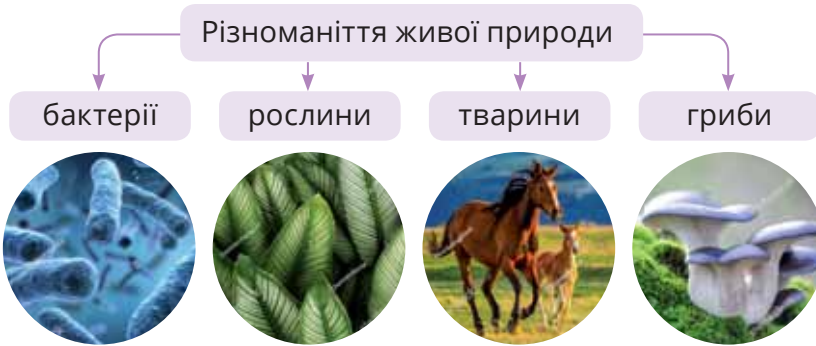 Різноманіття живої природи
бактерії
рослини
тварини
гриби